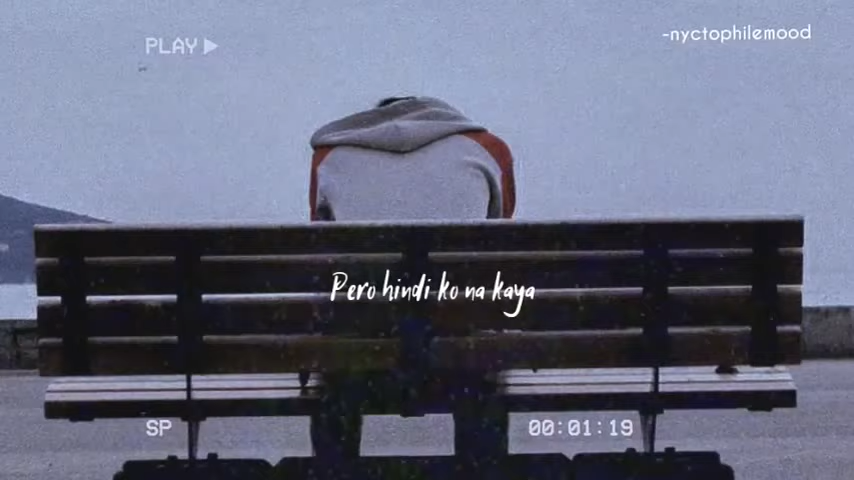 PLAY
-nyctophilemood
Pero hindi ko na kaya
SP
00:01:19